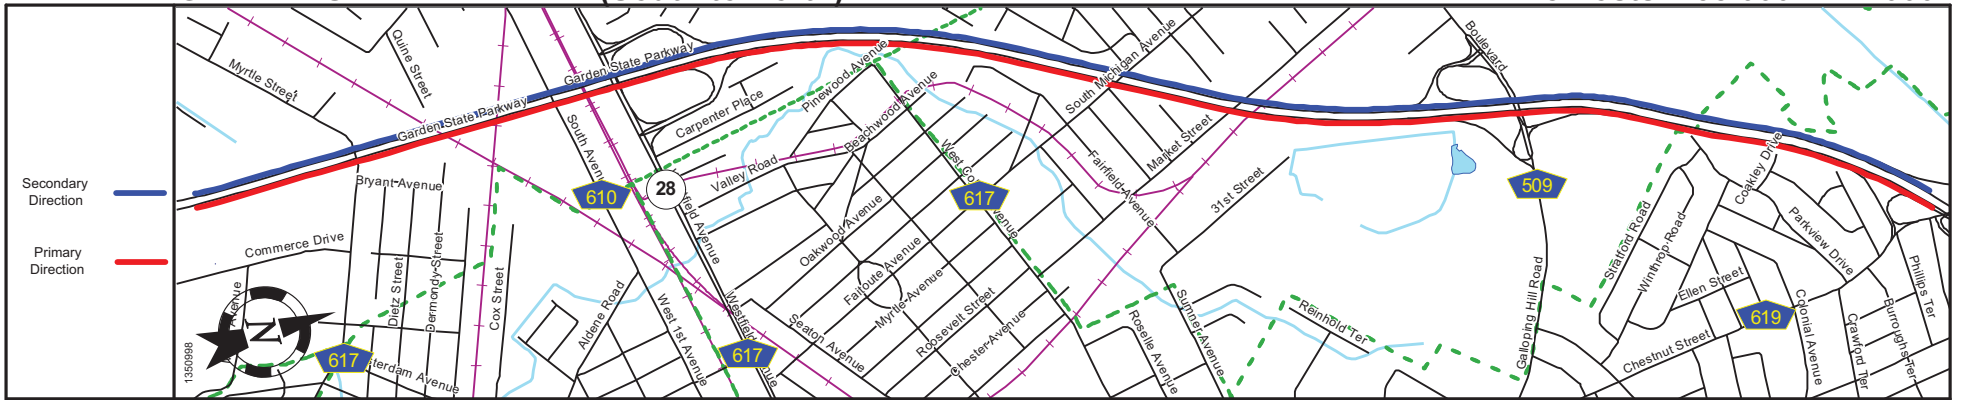 Secondary
Direction
Primary
Direction
Myrtle Street
Quine Street
Garden State Parkway
Garden State Parkway
South Avenue
Carpenter Place
Pinewood Avenue
Beachwood Avenue
South Michigan Avenue
Boulevard
Valley Road
Market Street
Fairfield Avenue
31st Street
Bryant Avenue
610
28
617
509
Coakley Drive
Parkview Drive
Stratford Road
Winthrop Road
Commerce Drive
Oakwood Avenue
Faitoute Avenue
Myrtle Avenue
Roosevelt Street
Chester Avenue
Seaton Avenue
Dietz Street
Dermondy Street
Cox Street
Aldene Road
West 1st Avenue
Roselle Avenue
Reinhold Ter
Galloping Hill Road
Ellen Street
Chestnut Street
Colonial Avenue
Crawford Ter
Burroughs Ter
Phillips Ter
619
617
617
Avenue
N
1350998